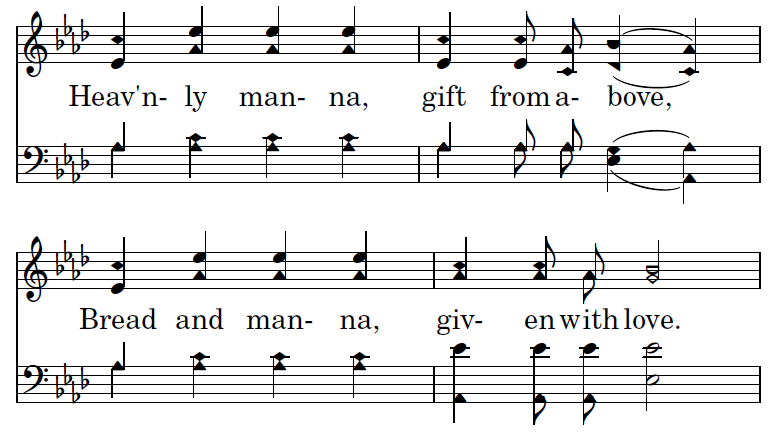 Heav'n- ly man- na, gift from a- bove,
Bread and man- na, giv- en with love.